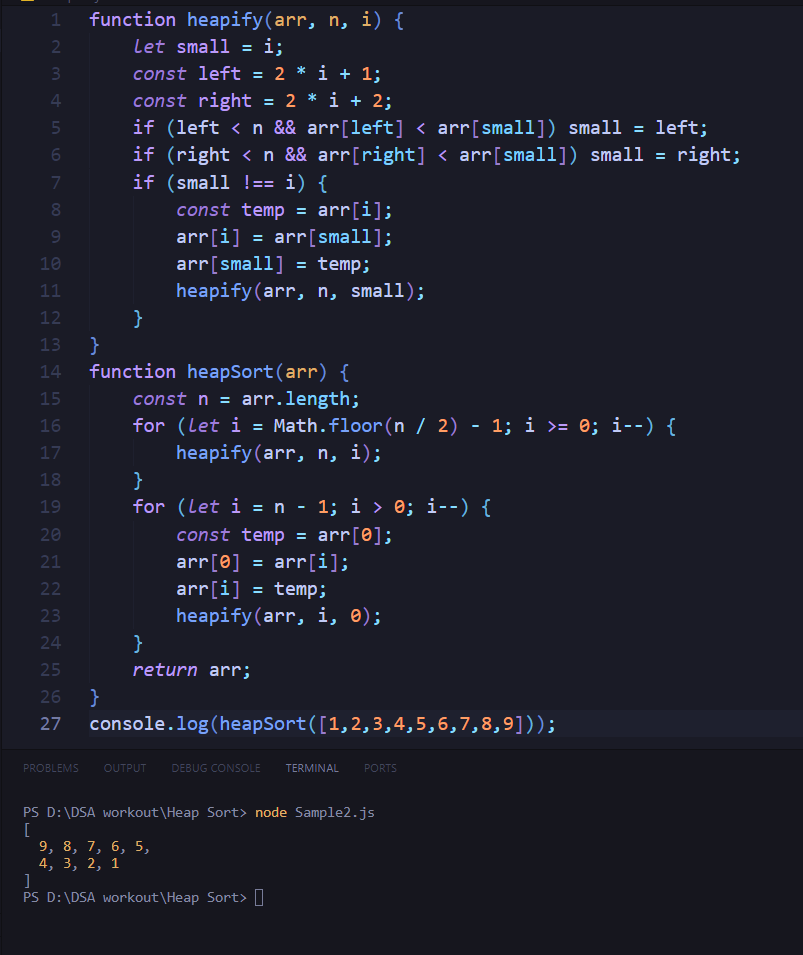 1 function heapify(arr, n, i) {
2     let small = i;
3     const left = 2 * i + 1;
4     const right = 2 * i + 2;
5     if (left < n && arr[left] < arr[small]) small = left;
6     if (right < n && arr[right] < arr[small]) small = right;
7     if (small !== i) {
8         const temp = arr[i];
9         arr[i] = arr[small];
10         arr[small] = temp;
11         heapify(arr, n, small);
12     }
13 }
14 function heapSort(arr) {
15     const n = arr.length;
16     for (let i = Math.floor(n / 2) - 1; i >= 0; i--) {
17         heapify(arr, n, i);
18     }
19     for (let i = n - 1; i > 0; i--) {
20         const temp = arr[0];
21         arr[0] = arr[i];
22         arr[i] = temp;
23         heapify(arr, i, 0);
24     }
25     return arr;
26 }
27 console.log(heapSort([1,2,3,4,5,6,7,8,9]));
PROBLEMS OUTPUT DEBUG CONSOLE TERMINAL PORTS
PS D:\DSA workout\Heap Sort> node Sample2.js
[
  9, 8, 7, 6, 5,
  4, 3, 2, 1
]
PS D:\DSA workout\Heap Sort>